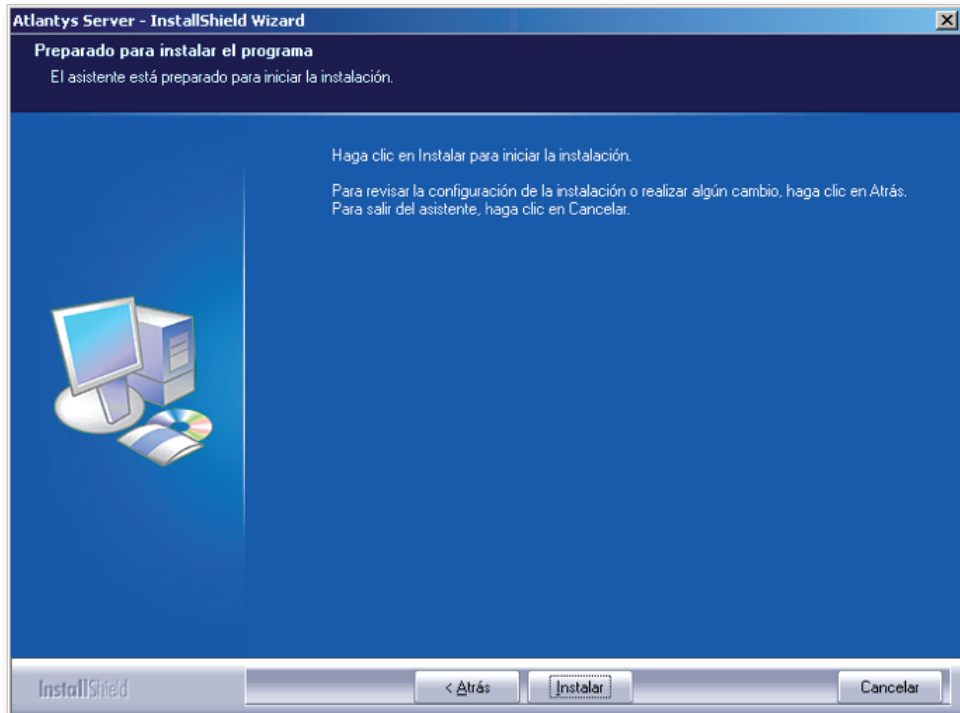 Atlantys Server - InstallShield Wizard
Preparado para instalar el programa
El asistente está preparado para iniciar la instalación.
Haga clic en Instalar para iniciar la instalación.
Para revisar la configuración de la instalación o realizar algún cambio, haga clic en Atrás.
Para salir del asistente, haga clic en Cancelar.
InstallShield
< Atrás
Instalar
Cancelar